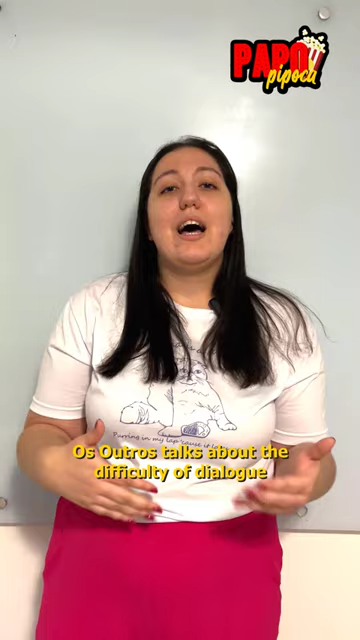 PAPO
pipoca
Purring in my lap 'cause it
Os Outros talks about the
difficulty of dialogue